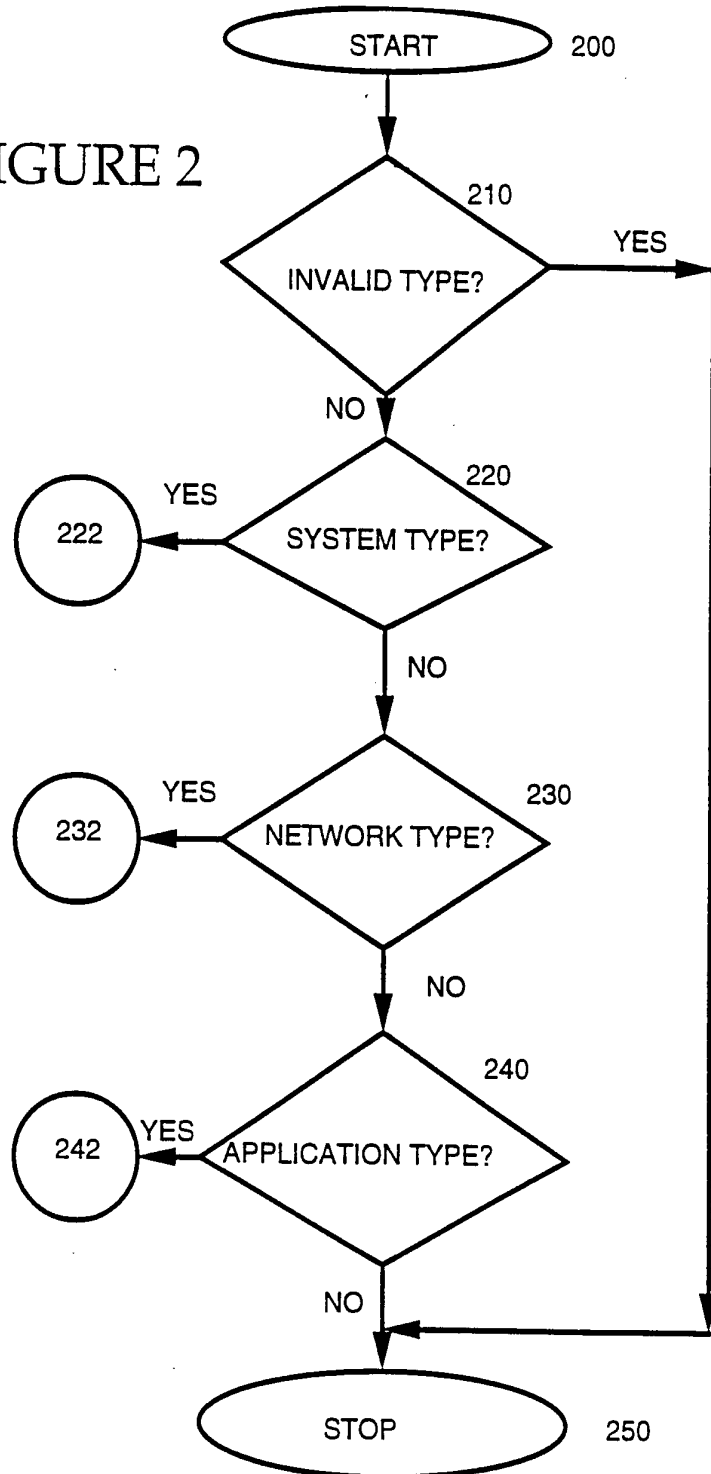 START
200
IGURE 2
210
YES
INVALID TYPE?
NO
220
YES
222
SYSTEM TYPE?
NO
YES
230
232
NETWORK TYPE?
NO
240
YES
242
APPLICATION TYPE?
NO
STOP
250